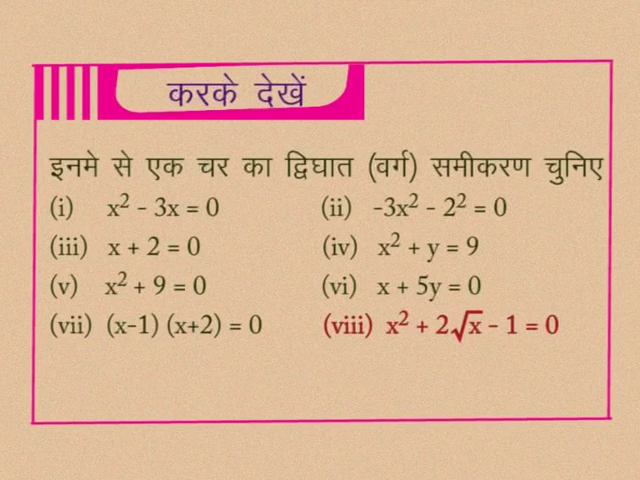 करके देखें
इनमे से एक चर का द्विघात (वर्ग) समीकरण चुनिए
(i) x² - 3x = 0 (ii) -3x² - 2² = 0
(iii) x + 2 = 0 (iv) x² + y = 9
(v) x² + 9 = 0 (vi) x + 5y = 0
(vii) (x-1) (x+2) = 0 (viii) x² + 2√x - 1 = 0